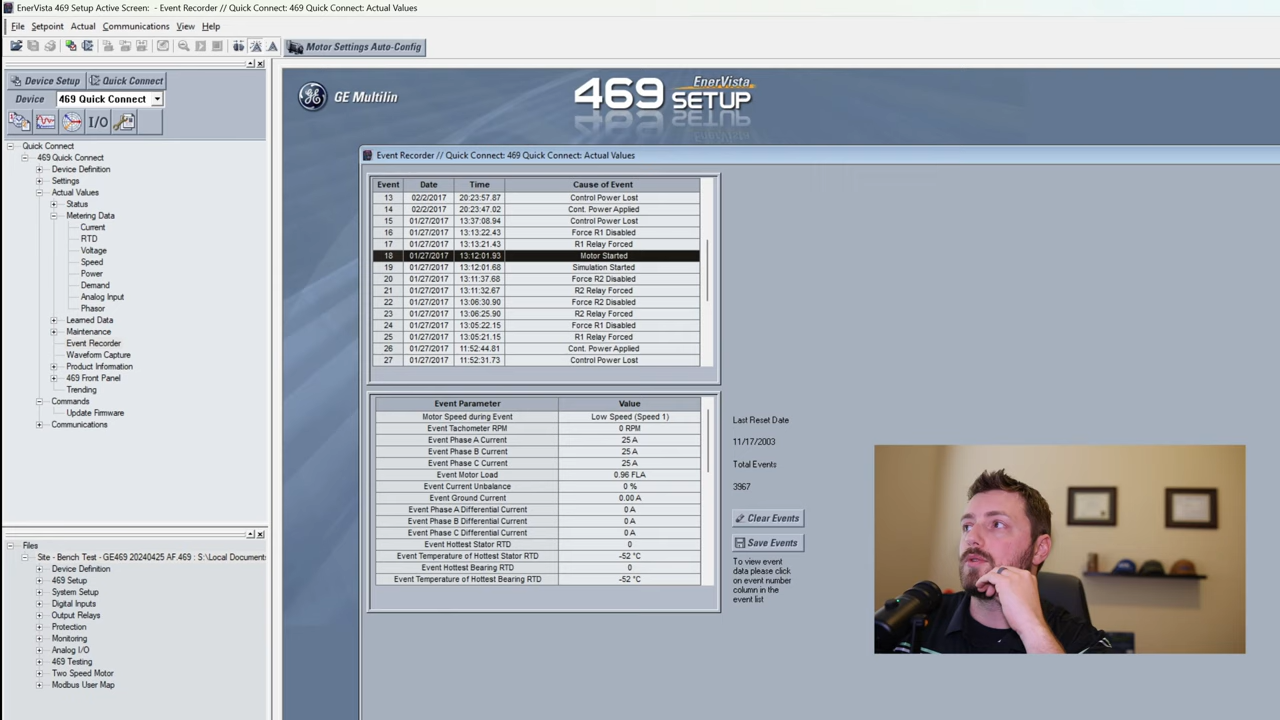 EnerVista 469 Setup Active Screen:  - Event Recorder // Quick Connect: 469 Quick Connect: Actual Values
File Setpoint Actual Communications View Help
Motor Settings Auto-Config
Device Setup Quick Connect
Device 469 Quick Connect
I/O
Quick Connect
469 Quick Connect
Device Definition
Settings
Actual Values
Status
Metering Data
Current
RTD
Voltage
Speed
Power
Demand
Analog Input
Phasor
Learned Data
Maintenance
Event Recorder
Waveform Capture
Product Information
469 Front Panel
Trending
Commands
Update Firmware
Communications
Files
Site - Bench Test - GE469 20240425 AF.469 : S:\Local Document
Device Definition
469 Setup
System Setup
Digital Inputs
Output Relays
Protection
Monitoring
Analog I/O
469 Testing
Two Speed Motor
Modbus User Map
GE Multilin
469 EnerVista SETUP
Event Recorder // Quick Connect: 469 Quick Connect: Actual Values
Event Date Time Cause of Event
13 02/2/2017 20:23:57.87 Control Power Lost
14 02/2/2017 20:23:47.02 Cont. Power Applied
15 01/27/2017 13:37:08.94 Control Power Lost
16 01/27/2017 13:13:22.43 Force R1 Disabled
17 01/27/2017 13:13:21.43 R1 Relay Forced
18 01/27/2017 13:12:01.93 Motor Started
19 01/27/2017 13:12:01.68 Simulation Started
20 01/27/2017 13:11:37.68 Force R2 Disabled
21 01/27/2017 13:11:32.67 R2 Relay Forced
22 01/27/2017 13:06:30.90 Force R2 Disabled
23 01/27/2017 13:06:25.90 R2 Relay Forced
24 01/27/2017 13:05:22.15 Force R1 Disabled
25 01/27/2017 13:05:21.15 R1 Relay Forced
26 01/27/2017 11:52:44.81 Cont. Power Applied
27 01/27/2017 11:52:31.73 Control Power Lost
Event Parameter Value
Motor Speed during Event Low Speed (Speed 1)
Event Tachometer RPM 0 RPM
Event Phase A Current 25 A
Event Phase B Current 25 A
Event Phase C Current 25 A
Event Motor Load 0.96 FLA
Event Current Unbalance 0 %
Event Ground Current 0.00 A
Event Phase A Differential Current 0 A
Event Phase B Differential Current 0 A
Event Phase C Differential Current 0 A
Event Hottest Stator RTD 0
Event Temperature of Hottest Stator RTD -52 °C
Event Hottest Bearing RTD 0
Event Temperature of Hottest Bearing RTD -52 °C
Last Reset Date
11/17/2003
Total Events
3967
Clear Events
Save Events
To view event
data please click
on event number
column in the
event list